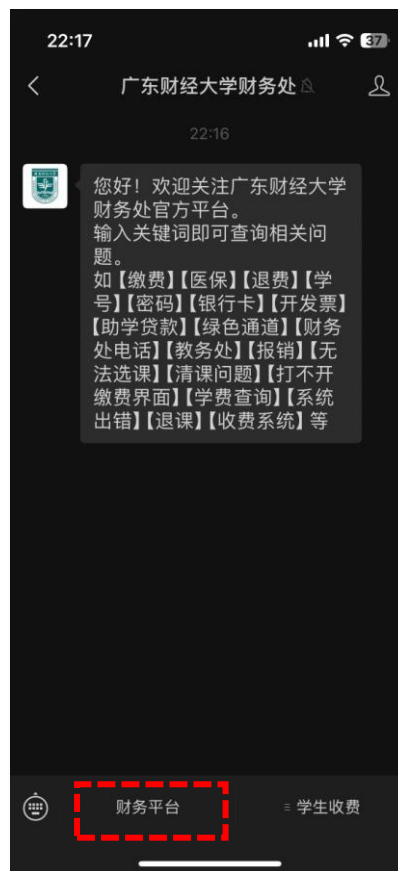 22:17
37
广东财经大学财务处
22:16
您好！欢迎关注广东财经大学
财务处官方平台。
输入关键词即可查询相关问
题。
如【缴费】【医保】【退费】【学
号】【密码】【银行卡】【开发票】
【助学贷款】【绿色通道】【财务
处电话】【教务处】【报销】【无
法选课】【清课问题】【打不开
缴费界面】【学费查询】【系统
出错】【退课】【收费系统】等
财务平台
学生收费